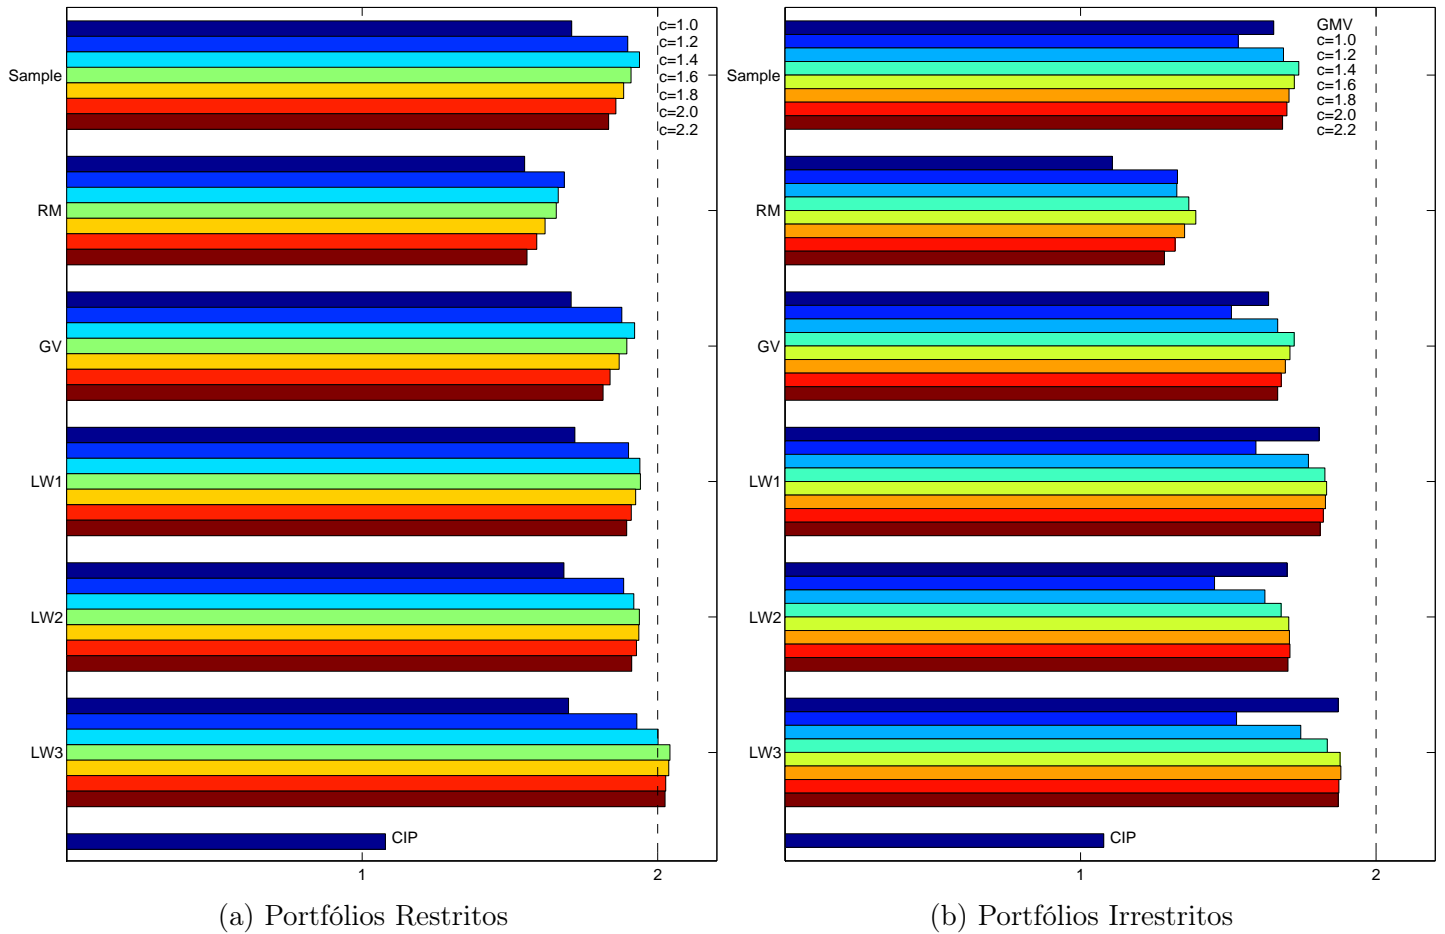 c=1.0
c=1.2
c=1.4
c=1.6
c=1.8
c=2.0
c=2.2
Sample
RM
GV
LW1
LW2
LW3
CIP
1
2
(a) Portfólios Restritos
GMV
c=1.0
c=1.2
c=1.4
c=1.6
c=1.8
c=2.0
c=2.2
Sample
RM
GV
LW1
LW2
LW3
CIP
1
2
(b) Portfólios Irrestritos